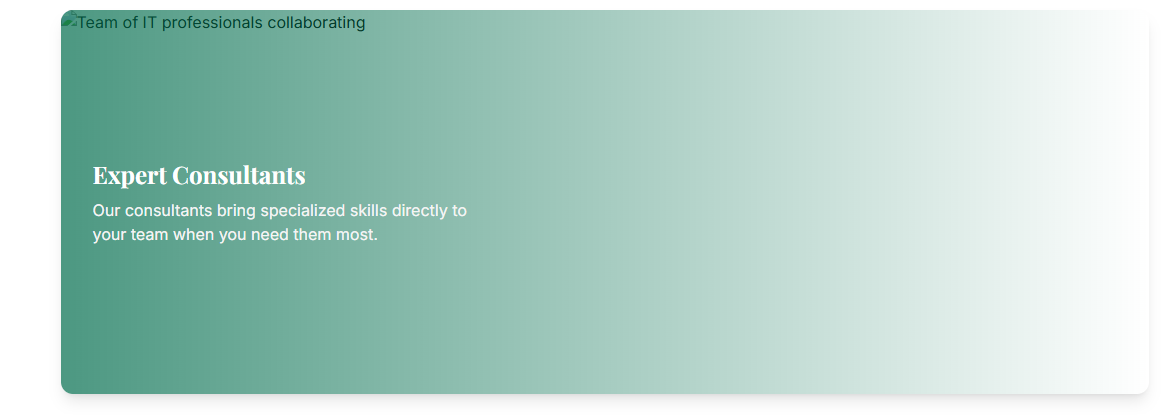 Team of IT professionals collaborating
Expert Consultants
Our consultants bring specialized skills directly to
your team when you need them most.